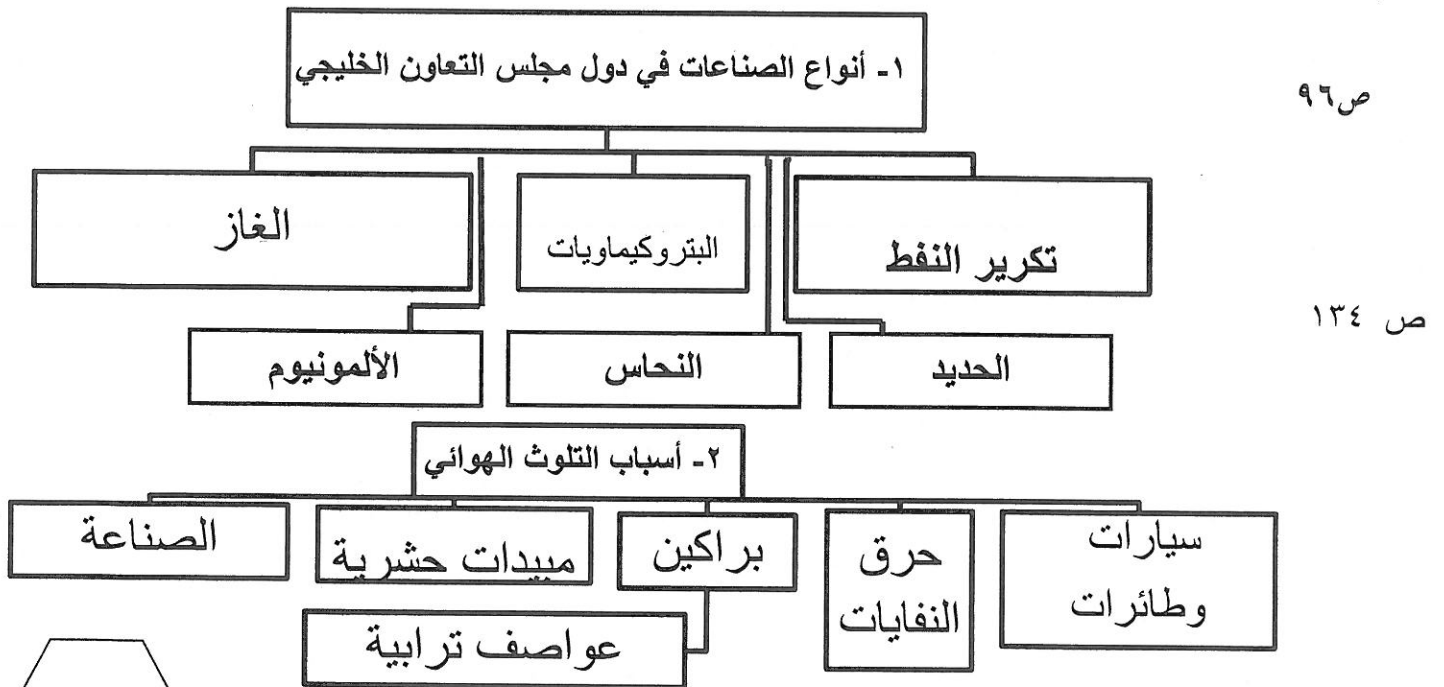 ١- أنواع الصناعات في دول مجلس التعاون الخليجي
ص٩٦
تكرير النفط
البتروكيماويات
الغاز
ص ١٣٤
الحديد
النحاس
الألمونيوم
٢- أسباب التلوث الهوائي
سيارات
وطائرات
حرق
النفايات
براكين
مبيدات حشرية
الصناعة
عواصف ترابية